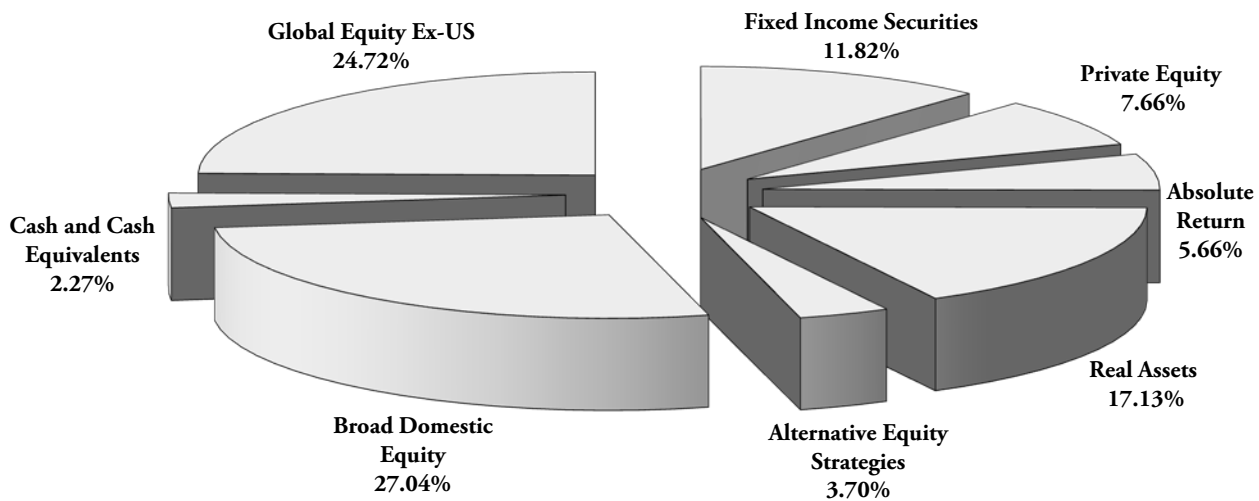 Global Equity Ex-US
24.72%
Fixed Income Securities
11.82%
Private Equity
7.66%
Absolute
Return
5.66%
Real Assets
17.13%
Alternative Equity
Strategies
3.70%
Broad Domestic
Equity
27.04%
Cash and Cash
Equivalents
2.27%